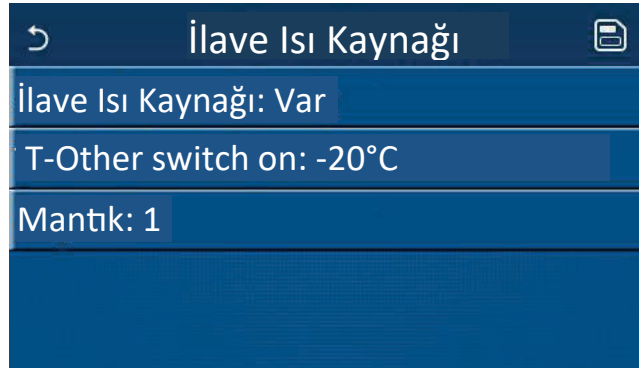 İlave Isı Kaynağı
İlave Isı Kaynağı: Var
T-Other switch on: -20°C
Mantık: 1